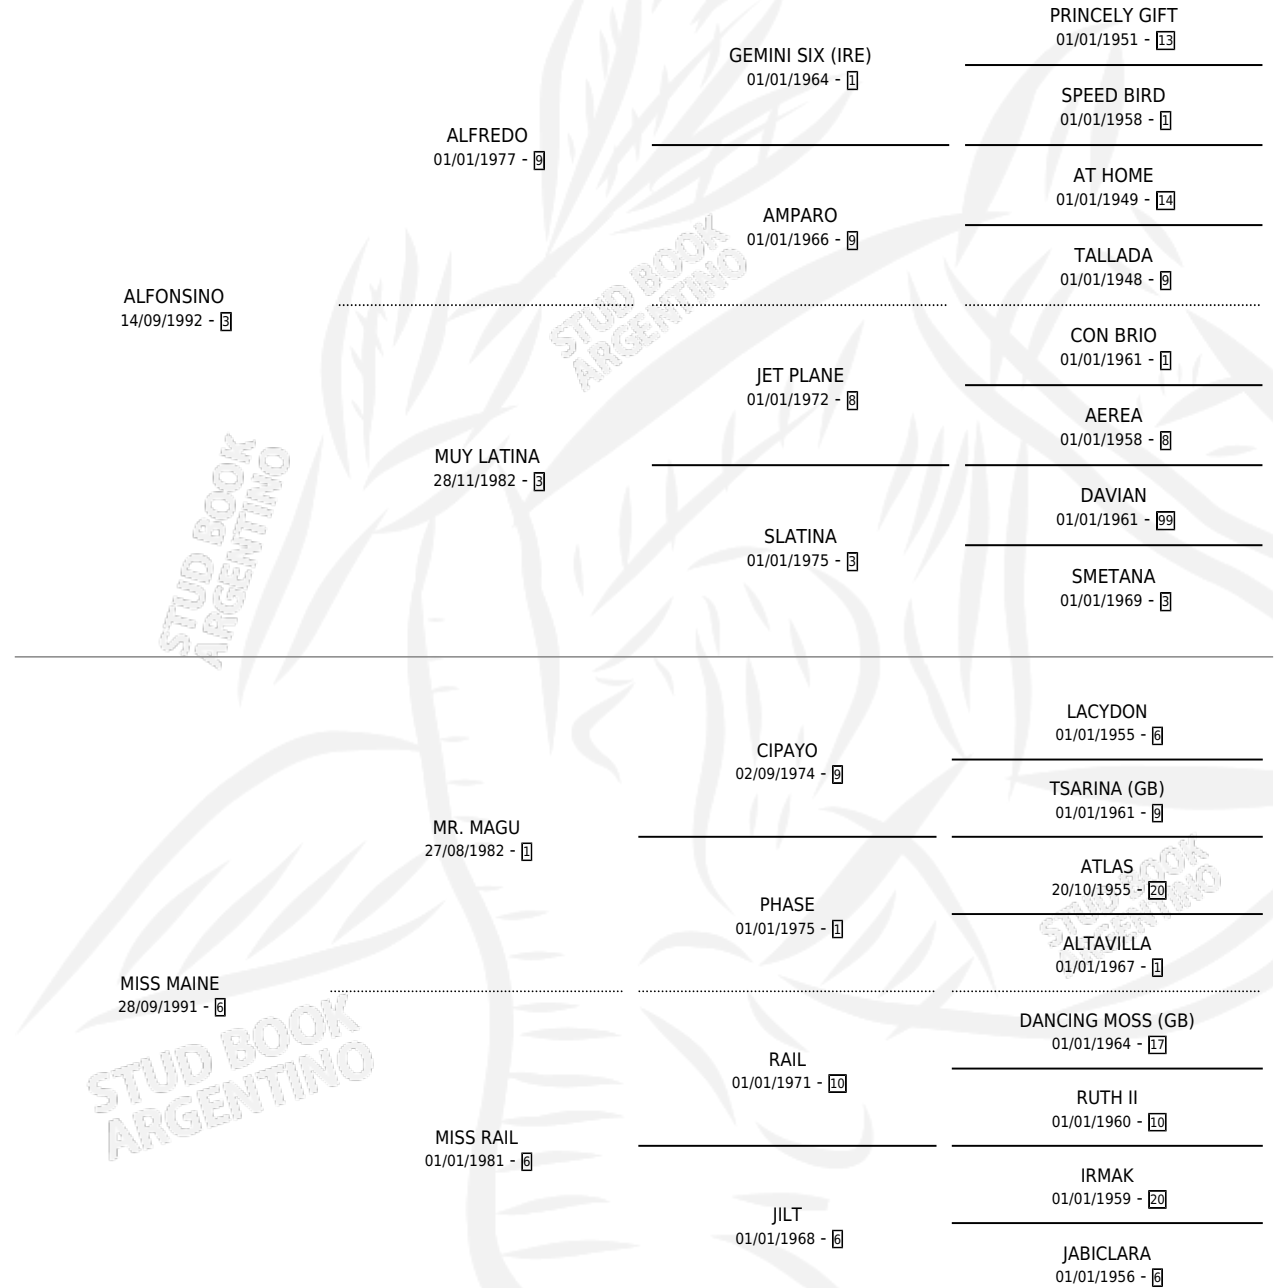 PRINCELY GIFT
01/01/1951 - 13
GEMINI SIX (IRE)
01/01/1964 - 1
SPEED BIRD
01/01/1958 - 1
ALFREDO
01/01/1977 - 9
AT HOME
01/01/1949 - 14
AMPARO
01/01/1966 - 9
TALLADA
01/01/1948 - 9
ALFONSINO
14/09/1992 - 3
CON BRIO
01/01/1961 - 1
JET PLANE
01/01/1972 - 8
AEREA
01/01/1958 - 8
MUY LATINA
28/11/1982 - 3
DAVIAN
01/01/1961 - 99
SLATINA
01/01/1975 - 3
SMETANA
01/01/1969 - 3
STUD BOOK
ARGENTINO
STUD BOOK
ARGENTINO
LACYDON
01/01/1955 - 6
CIPAYO
02/09/1974 - 9
TSARINA (GB)
01/01/1961 - 9
MR. MAGU
27/08/1982 - 1
ATLAS
20/10/1955 - 20
PHASE
01/01/1975 - 1
ALTAVILLA
01/01/1967 - 1
MISS MAINE
28/09/1991 - 6
DANCING MOSS (GB)
01/01/1964 - 17
RAIL
01/01/1971 - 10
RUTH II
01/01/1960 - 10
MISS RAIL
01/01/1981 - 6
IRMAK
01/01/1959 - 20
JILT
01/01/1968 - 6
JABICLARA
01/01/1956 - 6
STUD BOOK
ARGENTINO
STUD BOOK
ARGENTINO